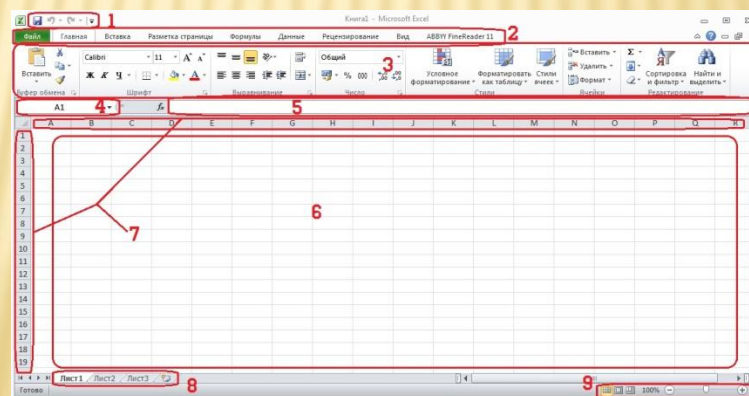 Книга1 - Microsoft Excel
1
Файл Главная Вставка Разметка страницы Формулы Данные Рецензирование Вид ABBYY FineReader 11 2
Calibri 11 Общий
Вставить
Ж К Ч % 000
3
Условное форматирование
Форматировать как таблицу
Стили ячеек
Вставить
Удалить
Формат
Сортировка и фильтр
Найти и выделить
Буфер обмена Шрифт Выравнивание Число Стили Ячейки Редактирование
A1 4 fx 5
A B C D E F G H I J K L M N O P Q R
1
2
3
4
5
6
7 6
8
9 7
10
11
12
13
14
15
16
17
18
19
Лист1 Лист2 Лист3 8
Готово 9 100%